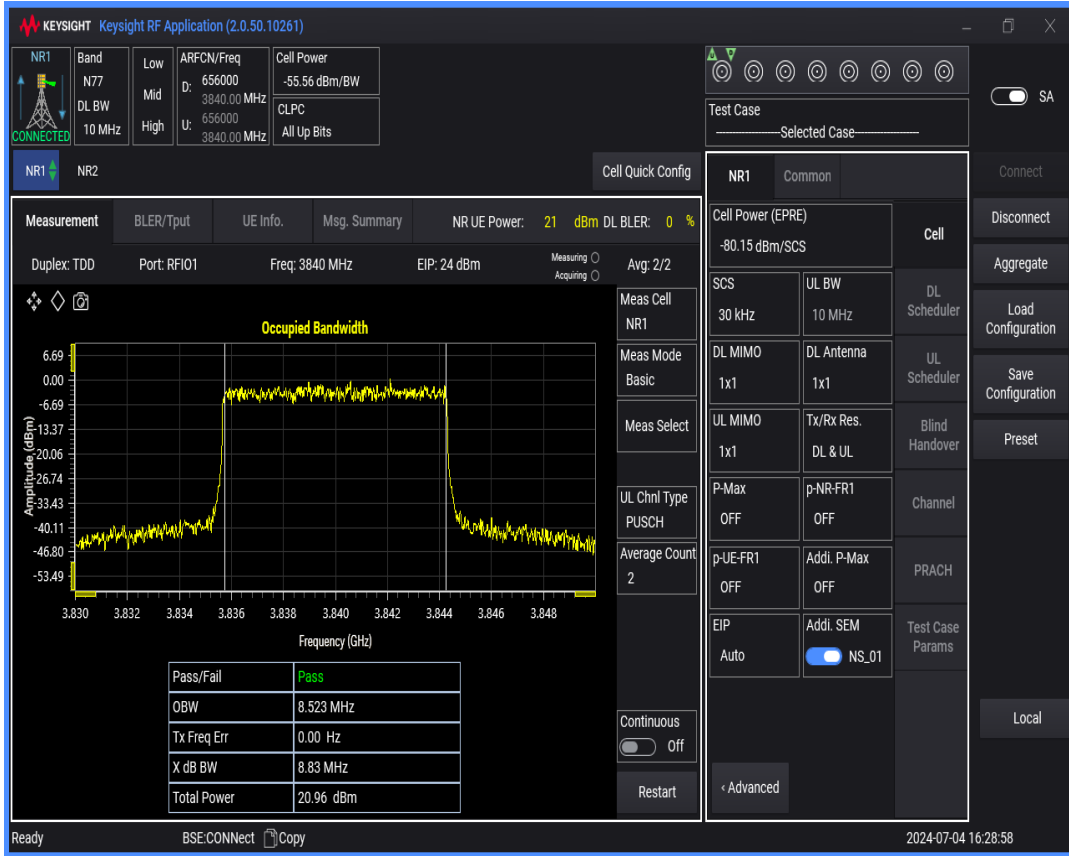 KEYSIGHT Keysight RF Application (2.0.50.10261)
NR1
CONNECTED
Band
N77
DL BW
10 MHz
Low
Mid
High
ARFCN/Freq
D: 656000
3840.00 MHz
U: 656000
3840.00 MHz
Cell Power
-55.56 dBm/BW
CLPC
All Up Bits
Test Case
--------------------Selected Case-----------------
SA
NR1 NR2 Cell Quick Config
Measurement BLER/Tput UE Info. Msg. Summary NR UE Power: 21 dBm DL BLER: 0 %
Duplex: TDD Port: RFIO1 Freq: 3840 MHz EIP: 24 dBm Measuring Avg: 2/2
Acquiring
Occupied Bandwidth
Amplitude (dBm)
6.69
0.00
-6.69
-13.37
-20.06
-26.74
-33.43
-40.11
-46.80
-53.49
3.830 3.832 3.834 3.836 3.838 3.840 3.842 3.844 3.846 3.848
Frequency (GHz)
Pass/Fail Pass
OBW 8.523 MHz
Tx Freq Err 0.00 Hz
X dB BW 8.83 MHz
Total Power 20.96 dBm
Meas Cell
NR1
Meas Mode
Basic
Meas Select
UL Chnl Type
PUSCH
Average Count
2
Continuous
Off
Restart
NR1 Common
Cell Power (EPRE)
-80.15 dBm/SCS
SCS
30 kHz
UL BW
10 MHz
DL MIMO
1x1
DL Antenna
1x1
UL MIMO
1x1
Tx/Rx Res.
DL & UL
P-Max
OFF
p-NR-FR1
OFF
p-UE-FR1
OFF
Addi. P-Max
OFF
EIP
Auto
Addi. SEM
NS_01
‹ Advanced
Cell
DL
Scheduler
UL
Scheduler
Blind
Handover
Channel
PRACH
Test Case
Params
Connect
Disconnect
Aggregate
Load
Configuration
Save
Configuration
Preset
Local
Ready BSE:CONNect Copy 2024-07-04 16:28:58